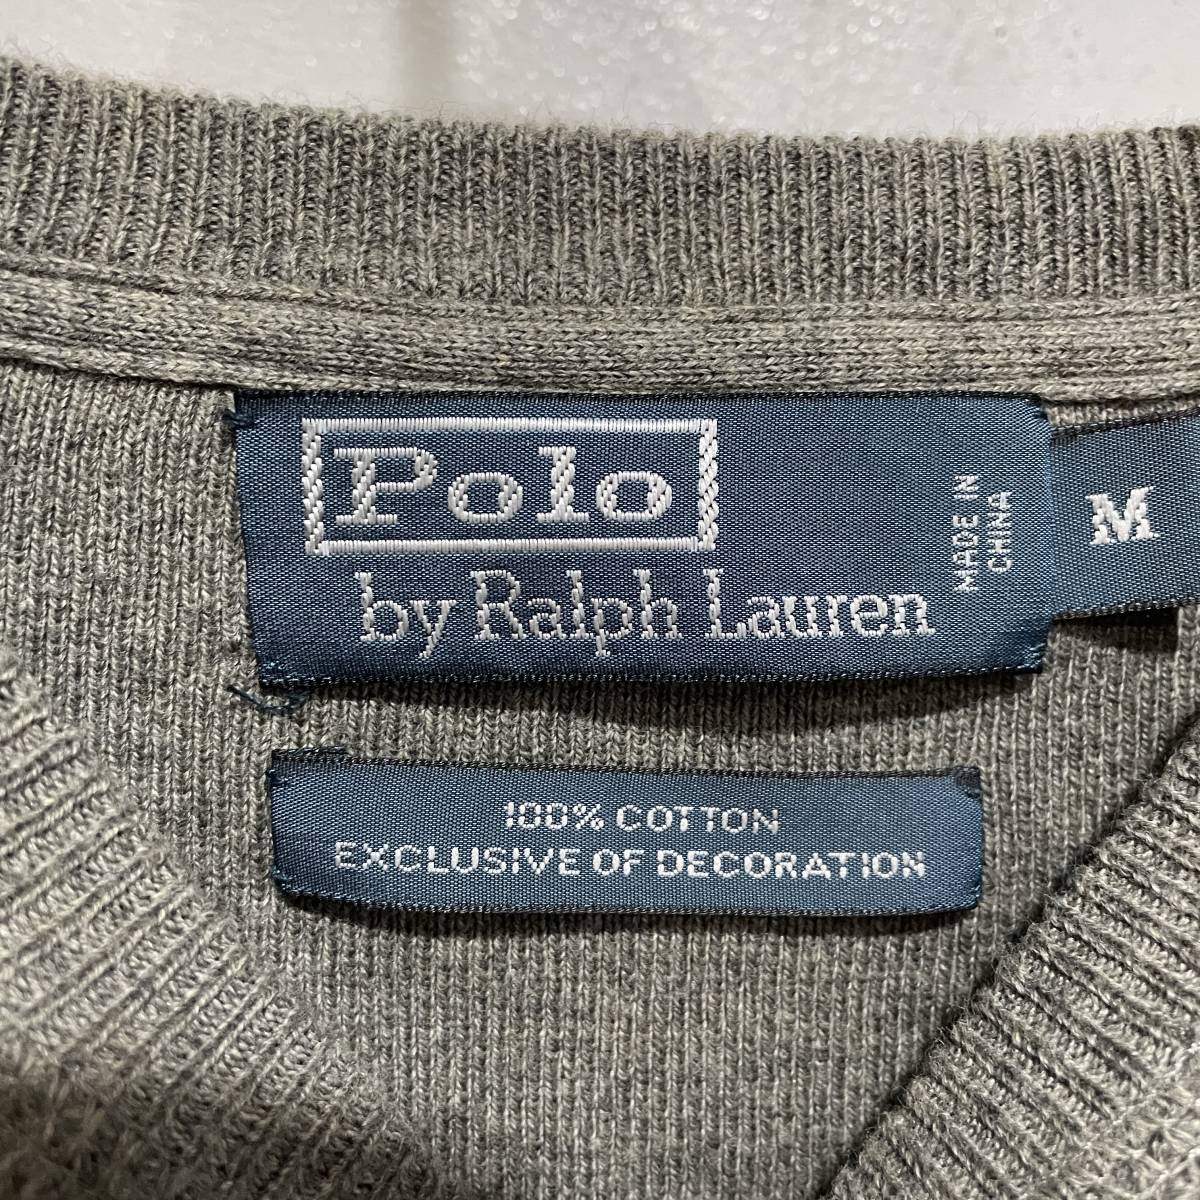 Polo
by Ralph Lauren
MADE IN
CHINA
M
100% COTTON
EXCLUSIVE OF DECORATION